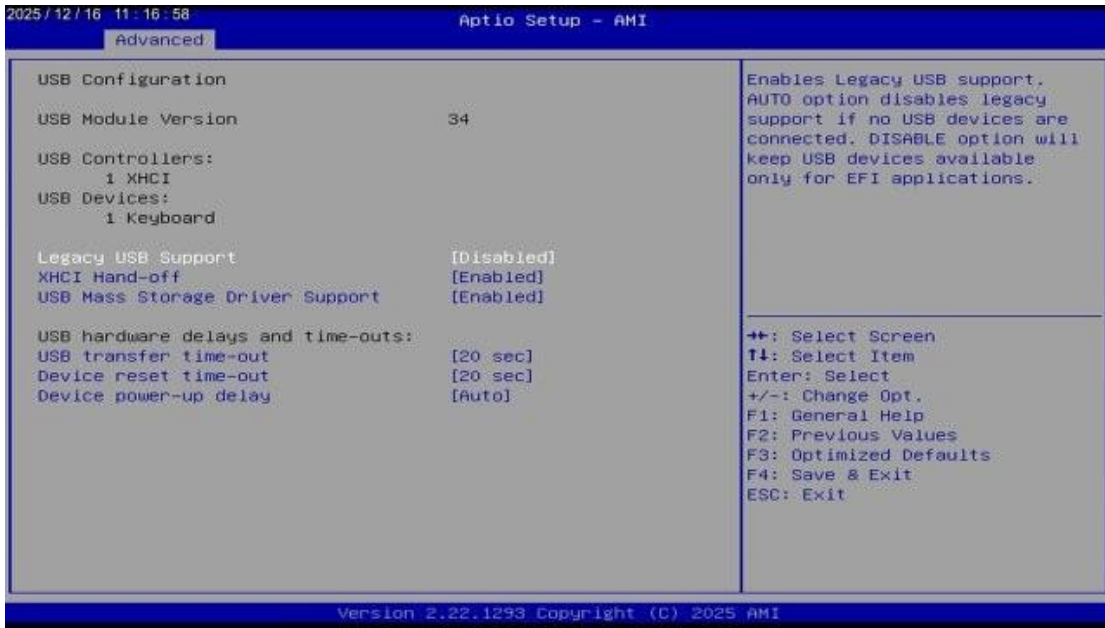 2025/12/16 11:16:58
Aptio Setup - AMI
Advanced
USB Configuration
USB Module Version 34
USB Controllers:
1 XHCI
USB Devices:
1 Keyboard
Legacy USB Support [Disabled]
XHCI Hand-off [Enabled]
USB Mass Storage Driver Support [Enabled]
USB hardware delays and time-outs:
USB transfer time-out [20 sec]
Device reset time-out [20 sec]
Device power-up delay [Auto]
Enables Legacy USB support.
AUTO option disables legacy
support if no USB devices are
connected. DISABLE option will
keep USB devices available
only for EFI applications.
→←: Select Screen
↑↓: Select Item
Enter: Select
+/-: Change Opt.
F1: General Help
F2: Previous Values
F3: Optimized Defaults
F4: Save & Exit
ESC: Exit
Version 2.22.1293 Copyright (C) 2025 AMI